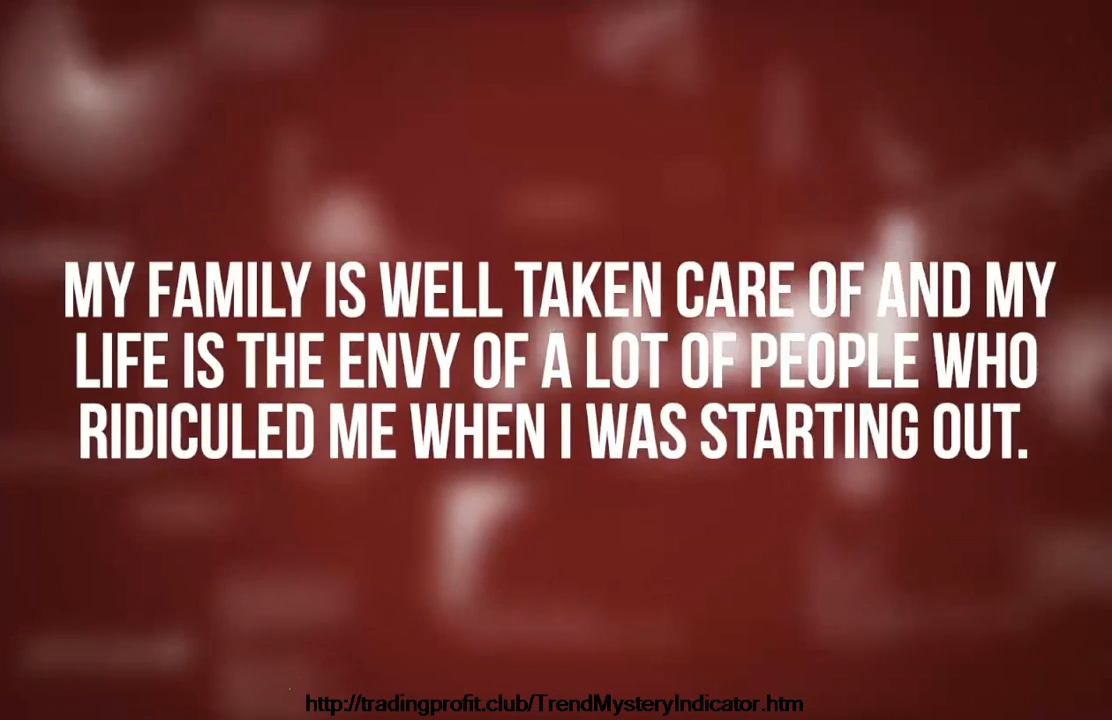 MY FAMILY IS WELL TAKEN CARE OF AND MY
LIFE IS THE ENVY OF A LOT OF PEOPLE WHO
RIDICULED ME WHEN I WAS STARTING OUT.
http://tradingprofit.club/TrendMysteryIndicator.htm